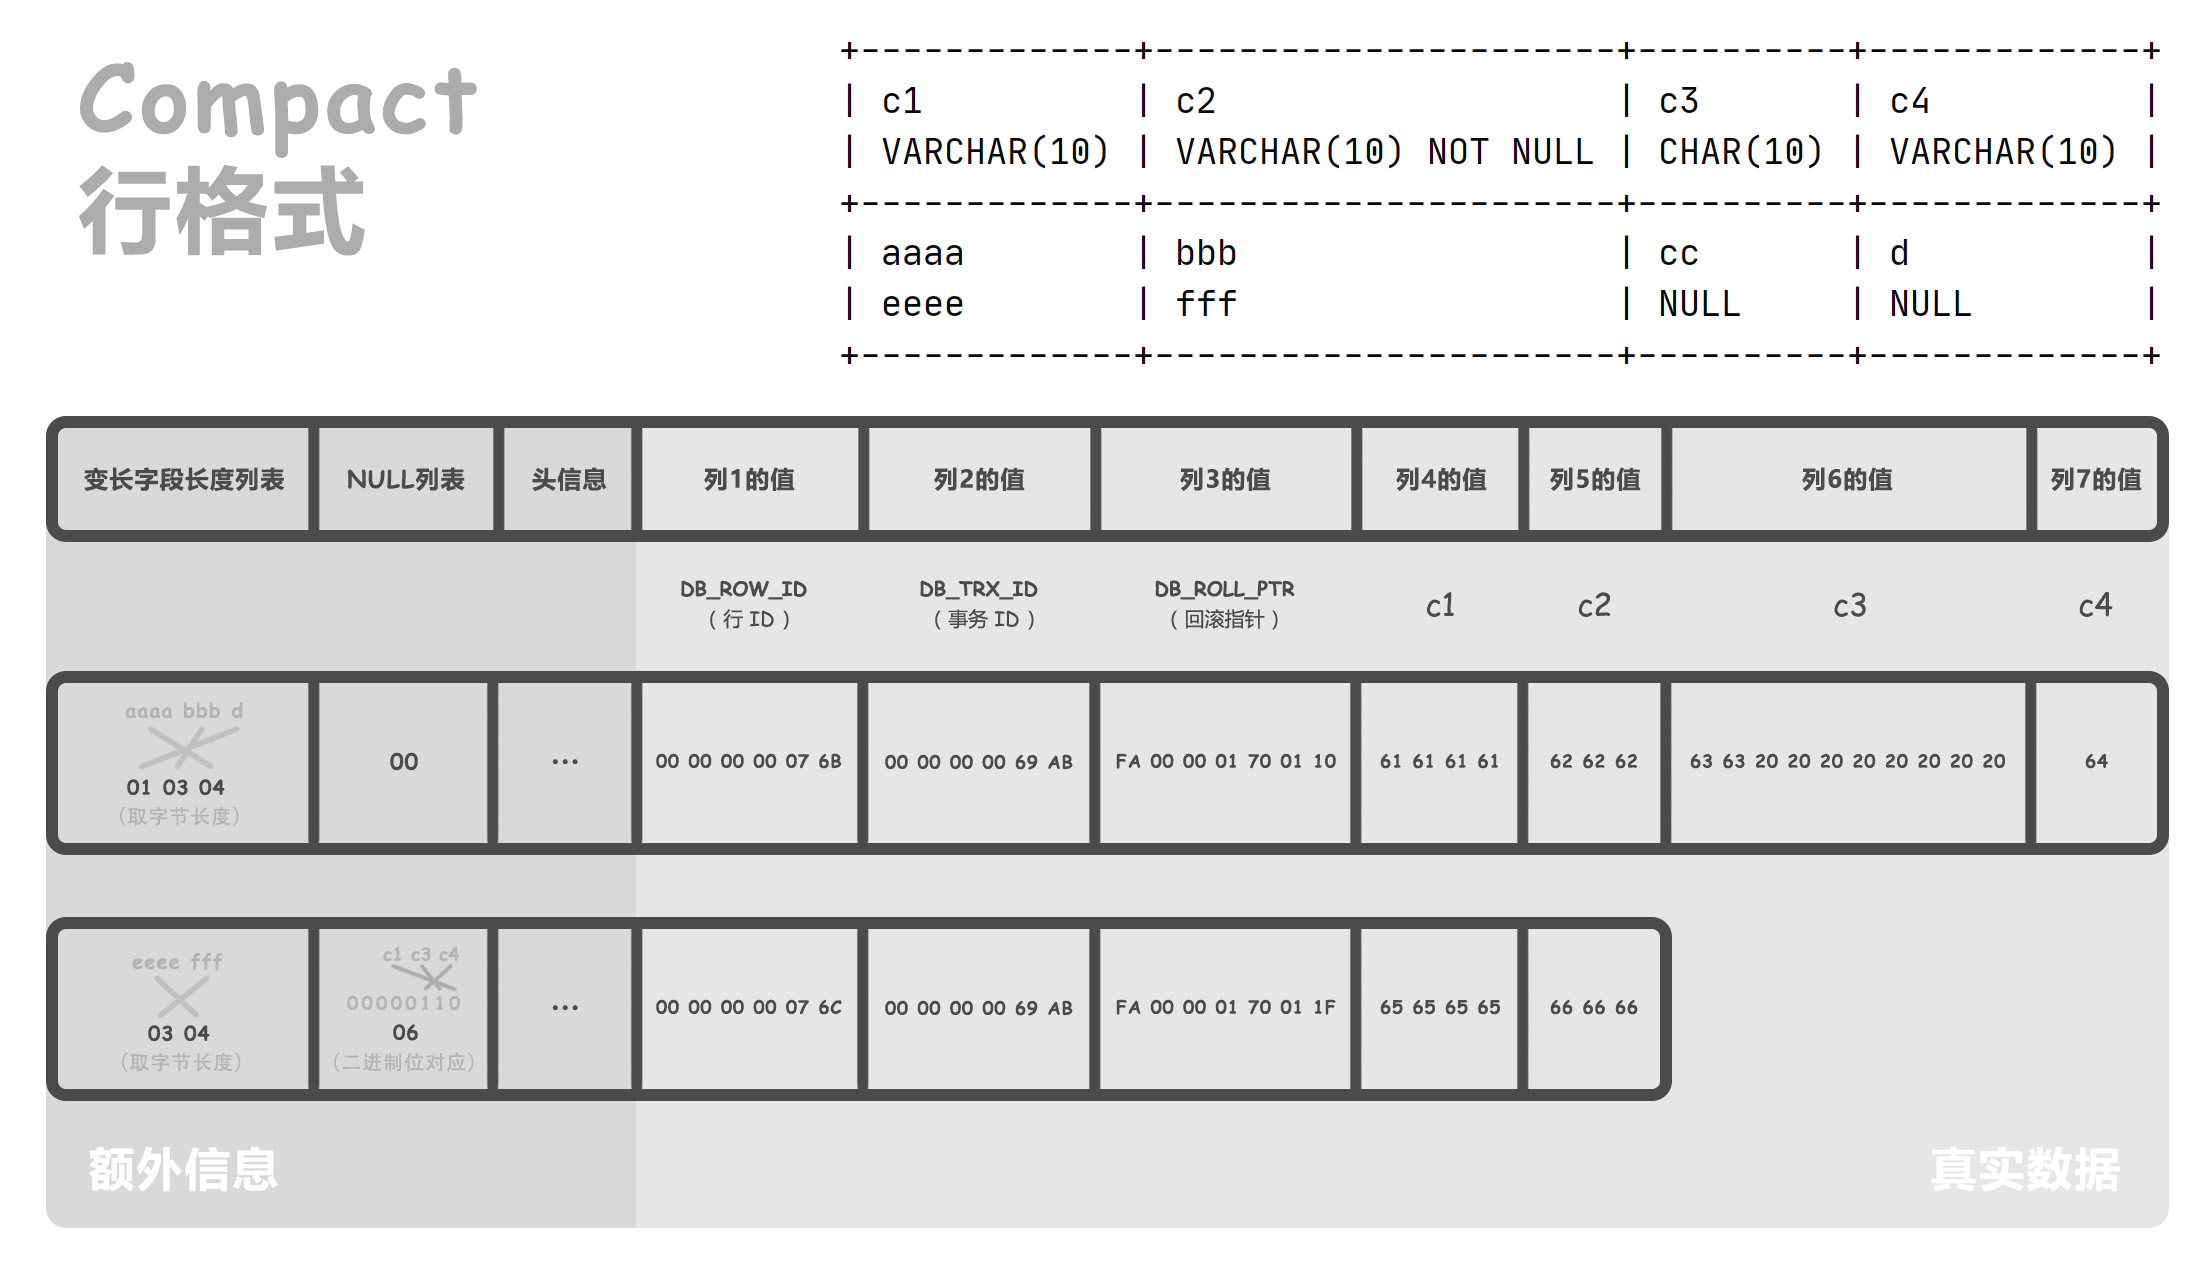 Compact
行格式
+-------------+----------------------+----------+-------------+
| c1 | c2 | c3 | c4 |
| VARCHAR(10) | VARCHAR(10) NOT NULL | CHAR(10) | VARCHAR(10) |
+-------------+----------------------+----------+-------------+
| aaaa | bbb | cc | d |
| eeee | fff | NULL | NULL |
+-------------+----------------------+----------+-------------+
变长字段长度列表 NULL列表 头信息 列1的值 列2的值 列3的值 列4的值 列5的值 列6的值 列7的值
DB_ROW_ID DB_TRX_ID DB_ROLL_PTR
（行 ID） （事务 ID） （回滚指针） c1 c2 c3 c4
aaaa bbb d
00 ... 00 00 00 00 07 6B 00 00 00 00 69 AB FA 00 00 01 70 01 10 61 61 61 61 62 62 62 63 63 20 20 20 20 20 20 20 20 64
01 03 04
（取字节长度）
eeee fff c1 c3 c4
00000110 ... 00 00 00 00 07 6C 00 00 00 00 69 AB FA 00 00 01 70 01 1F 65 65 65 65 66 66 66
03 04 06
（取字节长度） （二进制位对应）
额外信息 真实数据